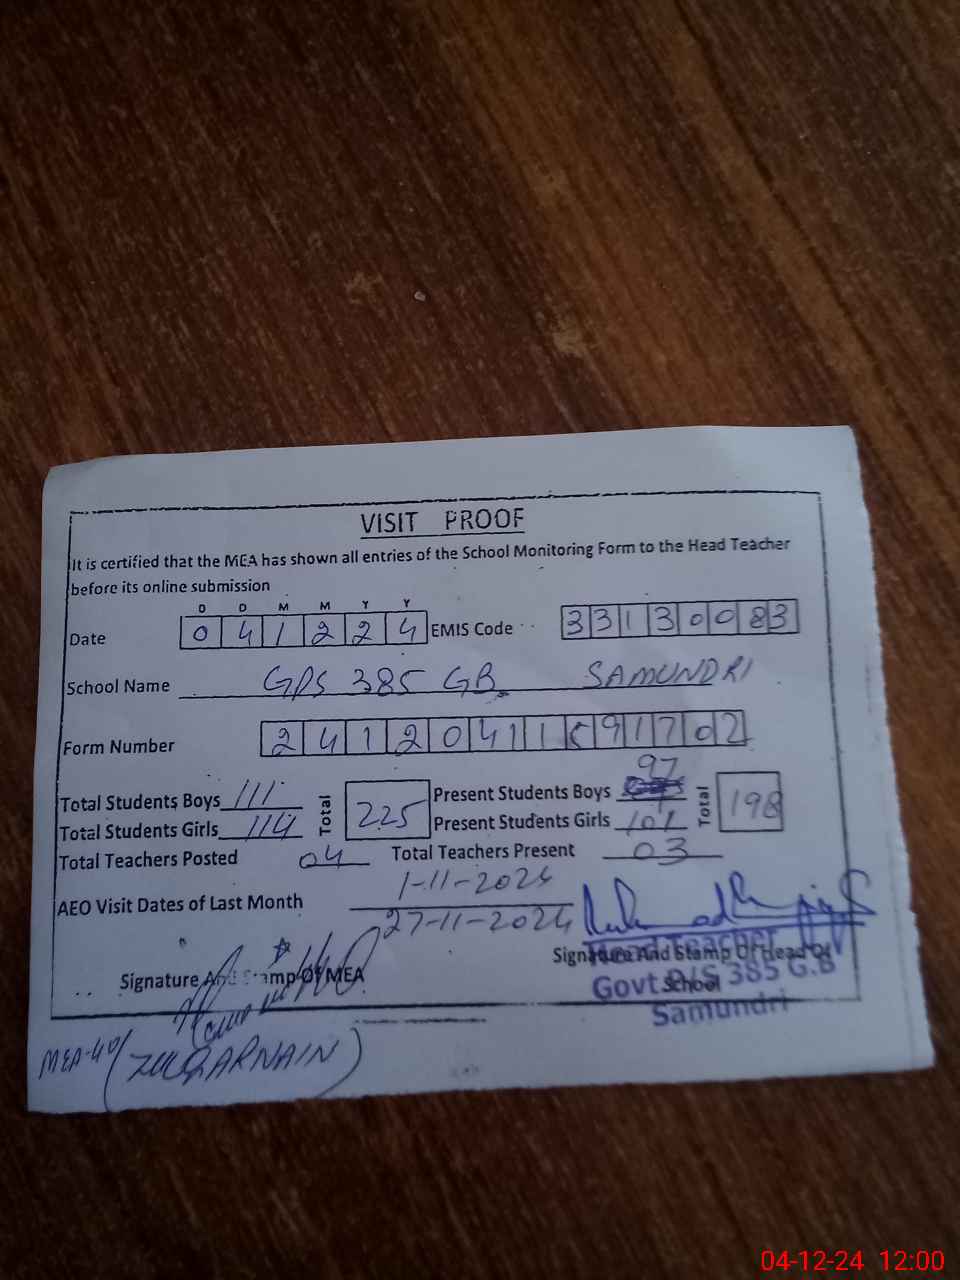 VISIT PROOF
It is certified that the MEA has shown all entries of the School Monitoring Form to the Head Teacher
before its online submission
D D M M Y Y
Date 0 4 1 2 2 4 EMIS Code 3 3 1 3 0 0 8 3
School Name GPS 385 GB SAMUNDRI
Form Number 2 4 1 2 0 4 1 1 5 9 1 7 0 2
Total Students Boys 111 Total 225 Present Students Boys 97 Total 198
Total Students Girls 114 Present Students Girls 101
Total Teachers Posted 04 Total Teachers Present 03
AEO Visit Dates of Last Month 1-11-2024
27-11-2024
Signature And Stamp Of MEA Signature And Stamp Of Head Of
School
Head Teacher
Govt P/S 385 G.B
Samundri
MEA-40 (ZULQARNAIN)
04-12-24 12:00